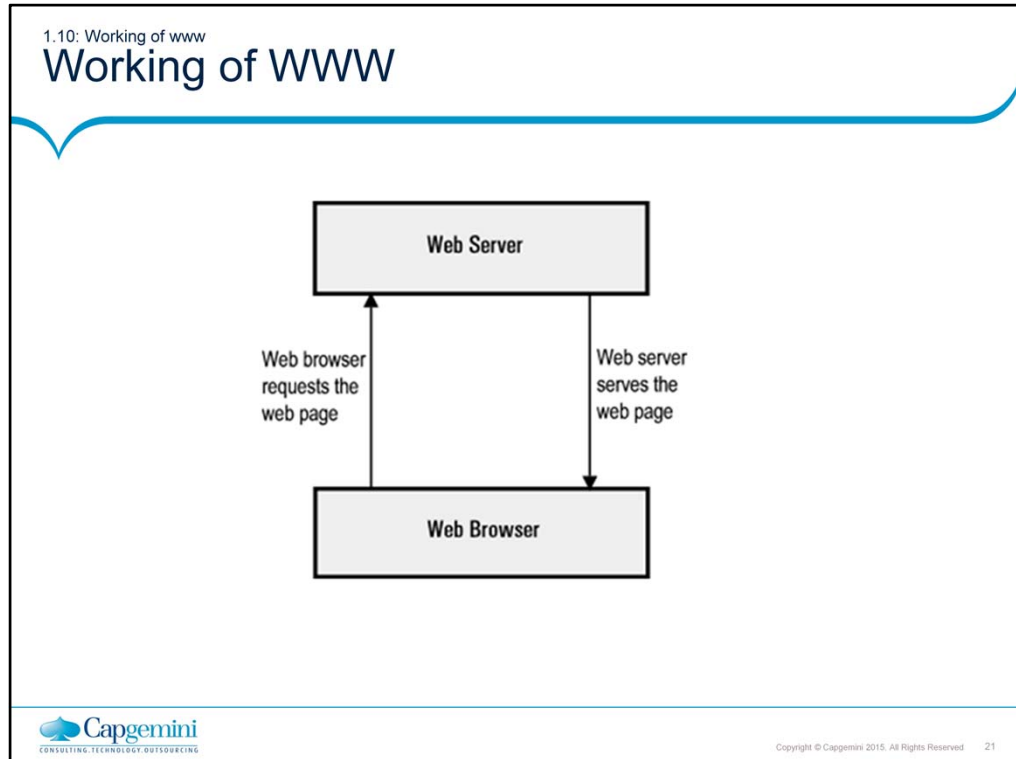 1.10: Working of www
Working of WWW
Web Server
Web browser
requests the
web page
Web server
serves the
web page
Web Browser
Capgemini
CONSULTING.TECHNOLOGY.OUTSOURCING
Copyright © Capgemini 2015. All Rights Reserved 21